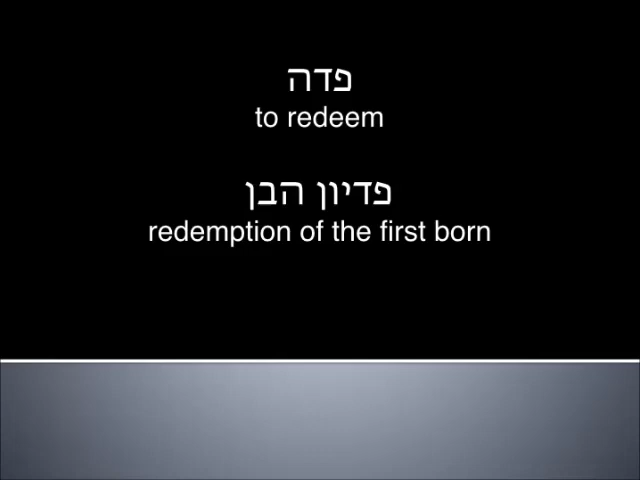 פדה
to redeem
פדיון הבן
redemption of the first born